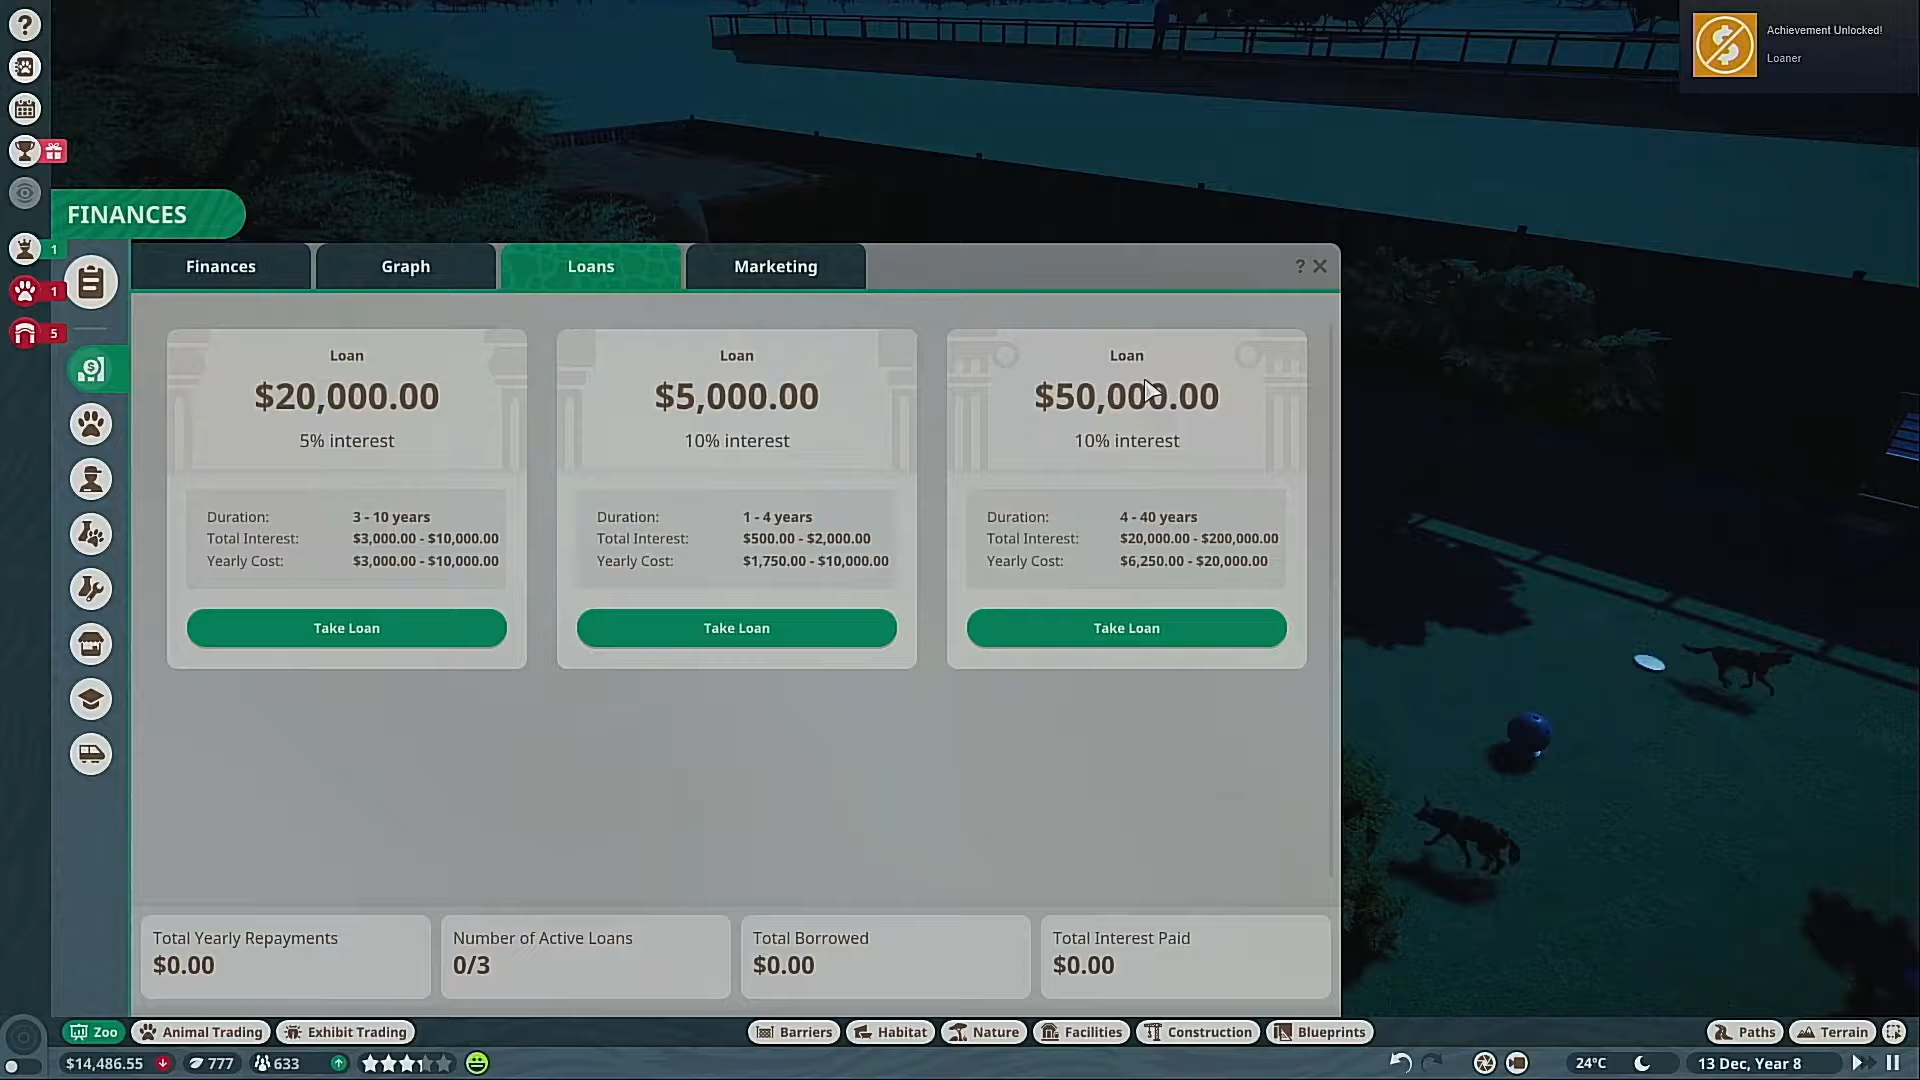 Achievement Unlocked!
Loaner
1
1
5
FINANCES
Finances
Graph
Loans
Marketing
?
Loan
$20,000.00
5% interest
Duration: 3 - 10 years
Total Interest: $3,000.00 - $10,000.00
Yearly Cost: $3,000.00 - $10,000.00
Take Loan
Loan
$5,000.00
10% interest
Duration: 1 - 4 years
Total Interest: $500.00 - $2,000.00
Yearly Cost: $1,750.00 - $10,000.00
Take Loan
Loan
$50,000.00
10% interest
Duration: 4 - 40 years
Total Interest: $20,000.00 - $200,000.00
Yearly Cost: $6,250.00 - $20,000.00
Take Loan
Total Yearly Repayments
$0.00
Number of Active Loans
0/3
Total Borrowed
$0.00
Total Interest Paid
$0.00
Zoo
Animal Trading
Exhibit Trading
Barriers
Habitat
Nature
Facilities
Construction
Blueprints
Paths
Terrain
$14,486.55
777
633
24°C
13 Dec, Year 8